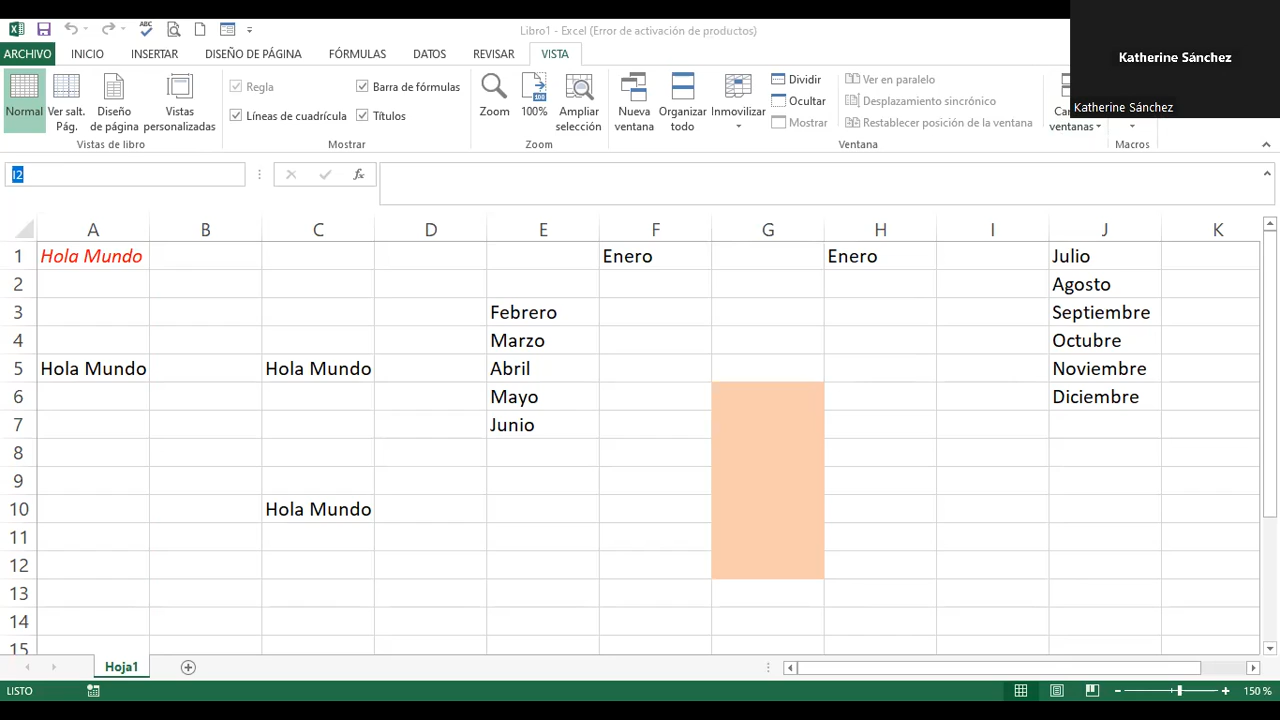 Libro1 - Excel (Error de activación de productos)
Katherine Sánchez
Katherine Sánchez
ARCHIVO INICIO INSERTAR DISEÑO DE PÁGINA FÓRMULAS DATOS REVISAR VISTA
Normal
Ver salt. Pág.
Diseño de página
Vistas personalizadas
Vistas de libro
Regla
Barra de fórmulas
Líneas de cuadrícula
Títulos
Mostrar
Zoom
100%
Ampliar selección
Zoom
Nueva ventana
Organizar todo
Inmovilizar
Dividir
Ocultar
Mostrar
Ver en paralelo
Desplazamiento sincrónico
Restablecer posición de la ventana
ventanas
Ventana
Macros
I2
fx
A B C D E F G H I J K
1 Hola Mundo Enero Enero Julio
2 Agosto
3 Febrero Septiembre
4 Marzo Octubre
5 Hola Mundo Hola Mundo Abril Noviembre
6 Mayo Diciembre
7 Junio
8
9
10 Hola Mundo
11
12
13
14
15
Hoja1
LISTO
150 %